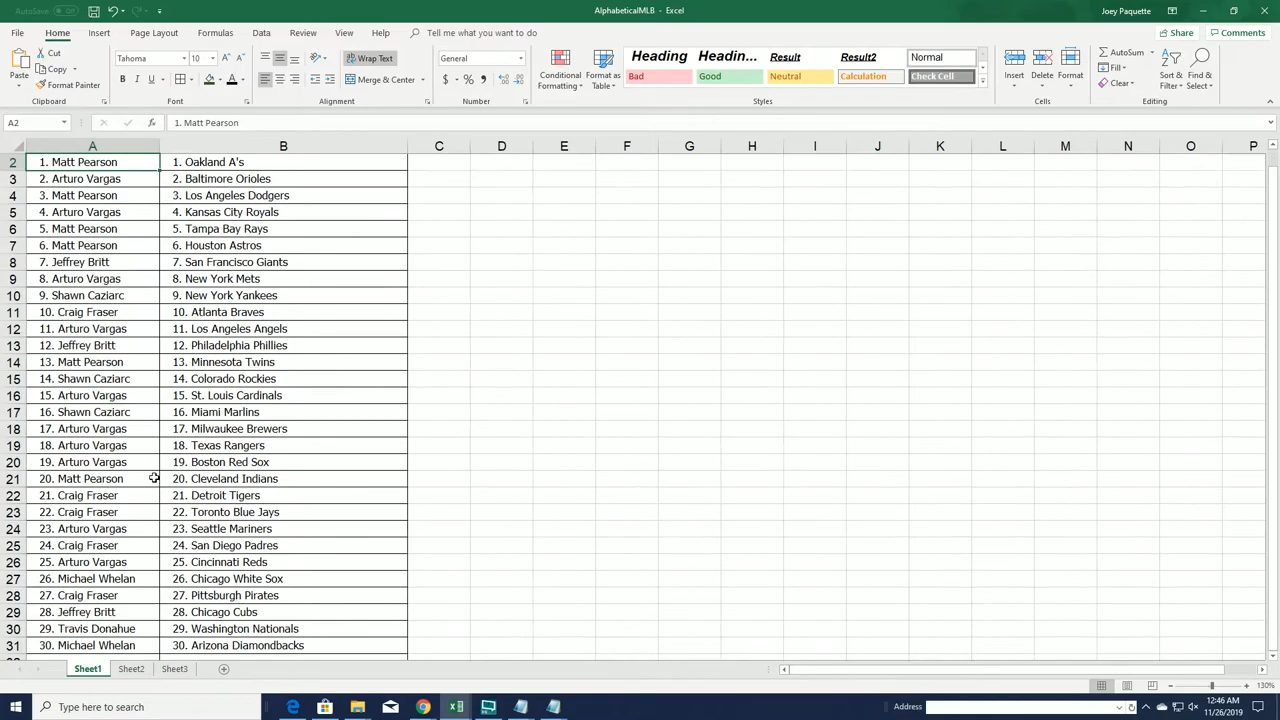 AutoSave Off AlphabeticalMLB - Excel Joey Paquette
File Home Insert Page Layout Formulas Data Review View Help Tell me what you want to do Share Comments
Paste Cut Copy Format Painter Clipboard
Tahoma 10 A A B I U Font
Wrap Text Merge & Center Alignment
General $ % Number
Conditional Formatting Format as Table
Heading Headin... Result Result2 Normal
Bad Good Neutral Calculation Check Cell
Styles
Insert Delete Format Cells
AutoSum Fill Clear Sort & Filter Find & Select Editing
A2 fx 1. Matt Pearson
A B C D E F G H I J K L M N O P
2 1. Matt Pearson 1. Oakland A's
3 2. Arturo Vargas 2. Baltimore Orioles
4 3. Matt Pearson 3. Los Angeles Dodgers
5 4. Arturo Vargas 4. Kansas City Royals
6 5. Matt Pearson 5. Tampa Bay Rays
7 6. Matt Pearson 6. Houston Astros
8 7. Jeffrey Britt 7. San Francisco Giants
9 8. Arturo Vargas 8. New York Mets
10 9. Shawn Caziarc 9. New York Yankees
11 10. Craig Fraser 10. Atlanta Braves
12 11. Arturo Vargas 11. Los Angeles Angels
13 12. Jeffrey Britt 12. Philadelphia Phillies
14 13. Matt Pearson 13. Minnesota Twins
15 14. Shawn Caziarc 14. Colorado Rockies
16 15. Arturo Vargas 15. St. Louis Cardinals
17 16. Shawn Caziarc 16. Miami Marlins
18 17. Arturo Vargas 17. Milwaukee Brewers
19 18. Arturo Vargas 18. Texas Rangers
20 19. Arturo Vargas 19. Boston Red Sox
21 20. Matt Pearson 20. Cleveland Indians
22 21. Craig Fraser 21. Detroit Tigers
23 22. Craig Fraser 22. Toronto Blue Jays
24 23. Arturo Vargas 23. Seattle Mariners
25 24. Craig Fraser 24. San Diego Padres
26 25. Arturo Vargas 25. Cincinnati Reds
27 26. Michael Whelan 26. Chicago White Sox
28 27. Craig Fraser 27. Pittsburgh Pirates
29 28. Jeffrey Britt 28. Chicago Cubs
30 29. Travis Donahue 29. Washington Nationals
31 30. Michael Whelan 30. Arizona Diamondbacks
Sheet1 Sheet2 Sheet3
130%
Type here to search Address 12:46 AM
11/26/2019